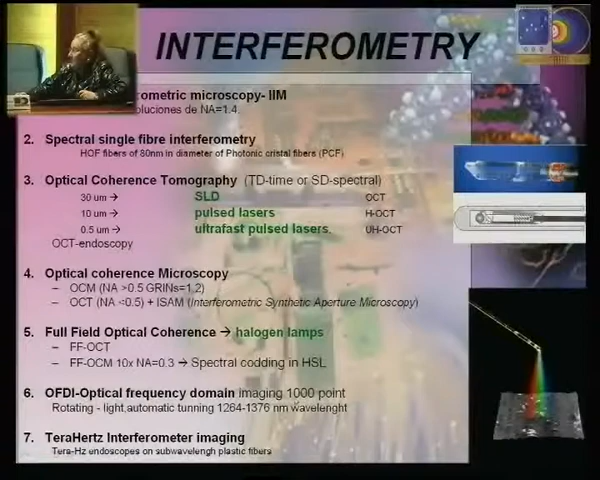 INTERFEROMETRY
rometric microscopy- IIM
oluciones de NA=1.4.
2. Spectral single fibre interferometry
HOF fibers of 80nm in diameter of Photonic cristal fibers (PCF)
3. Optical Coherence Tomography (TD-time or SD-spectral)
30 um → SLD OCT
10 um → pulsed lasers H-OCT
0.5 um → ultrafast pulsed lasers. UH-OCT
OCT-endoscopy
4. Optical coherence Microscopy
– OCM (NA >0.5 GRINs=1.2)
– OCT (NA <0.5) + ISAM (Interferometric Synthetic Aperture Microscopy)
5. Full Field Optical Coherence → halogen lamps
– FF-OCT
– FF-OCM 10x NA=0.3 → Spectral codding in HSL
6. OFDI-Optical frequency domain imaging 1000 point
Rotating - light,automatic tunning 1264-1376 nm wavelenght
7. TeraHertz Interferometer imaging
Tera-Hz endoscopes on subwavelengh plastic fibers